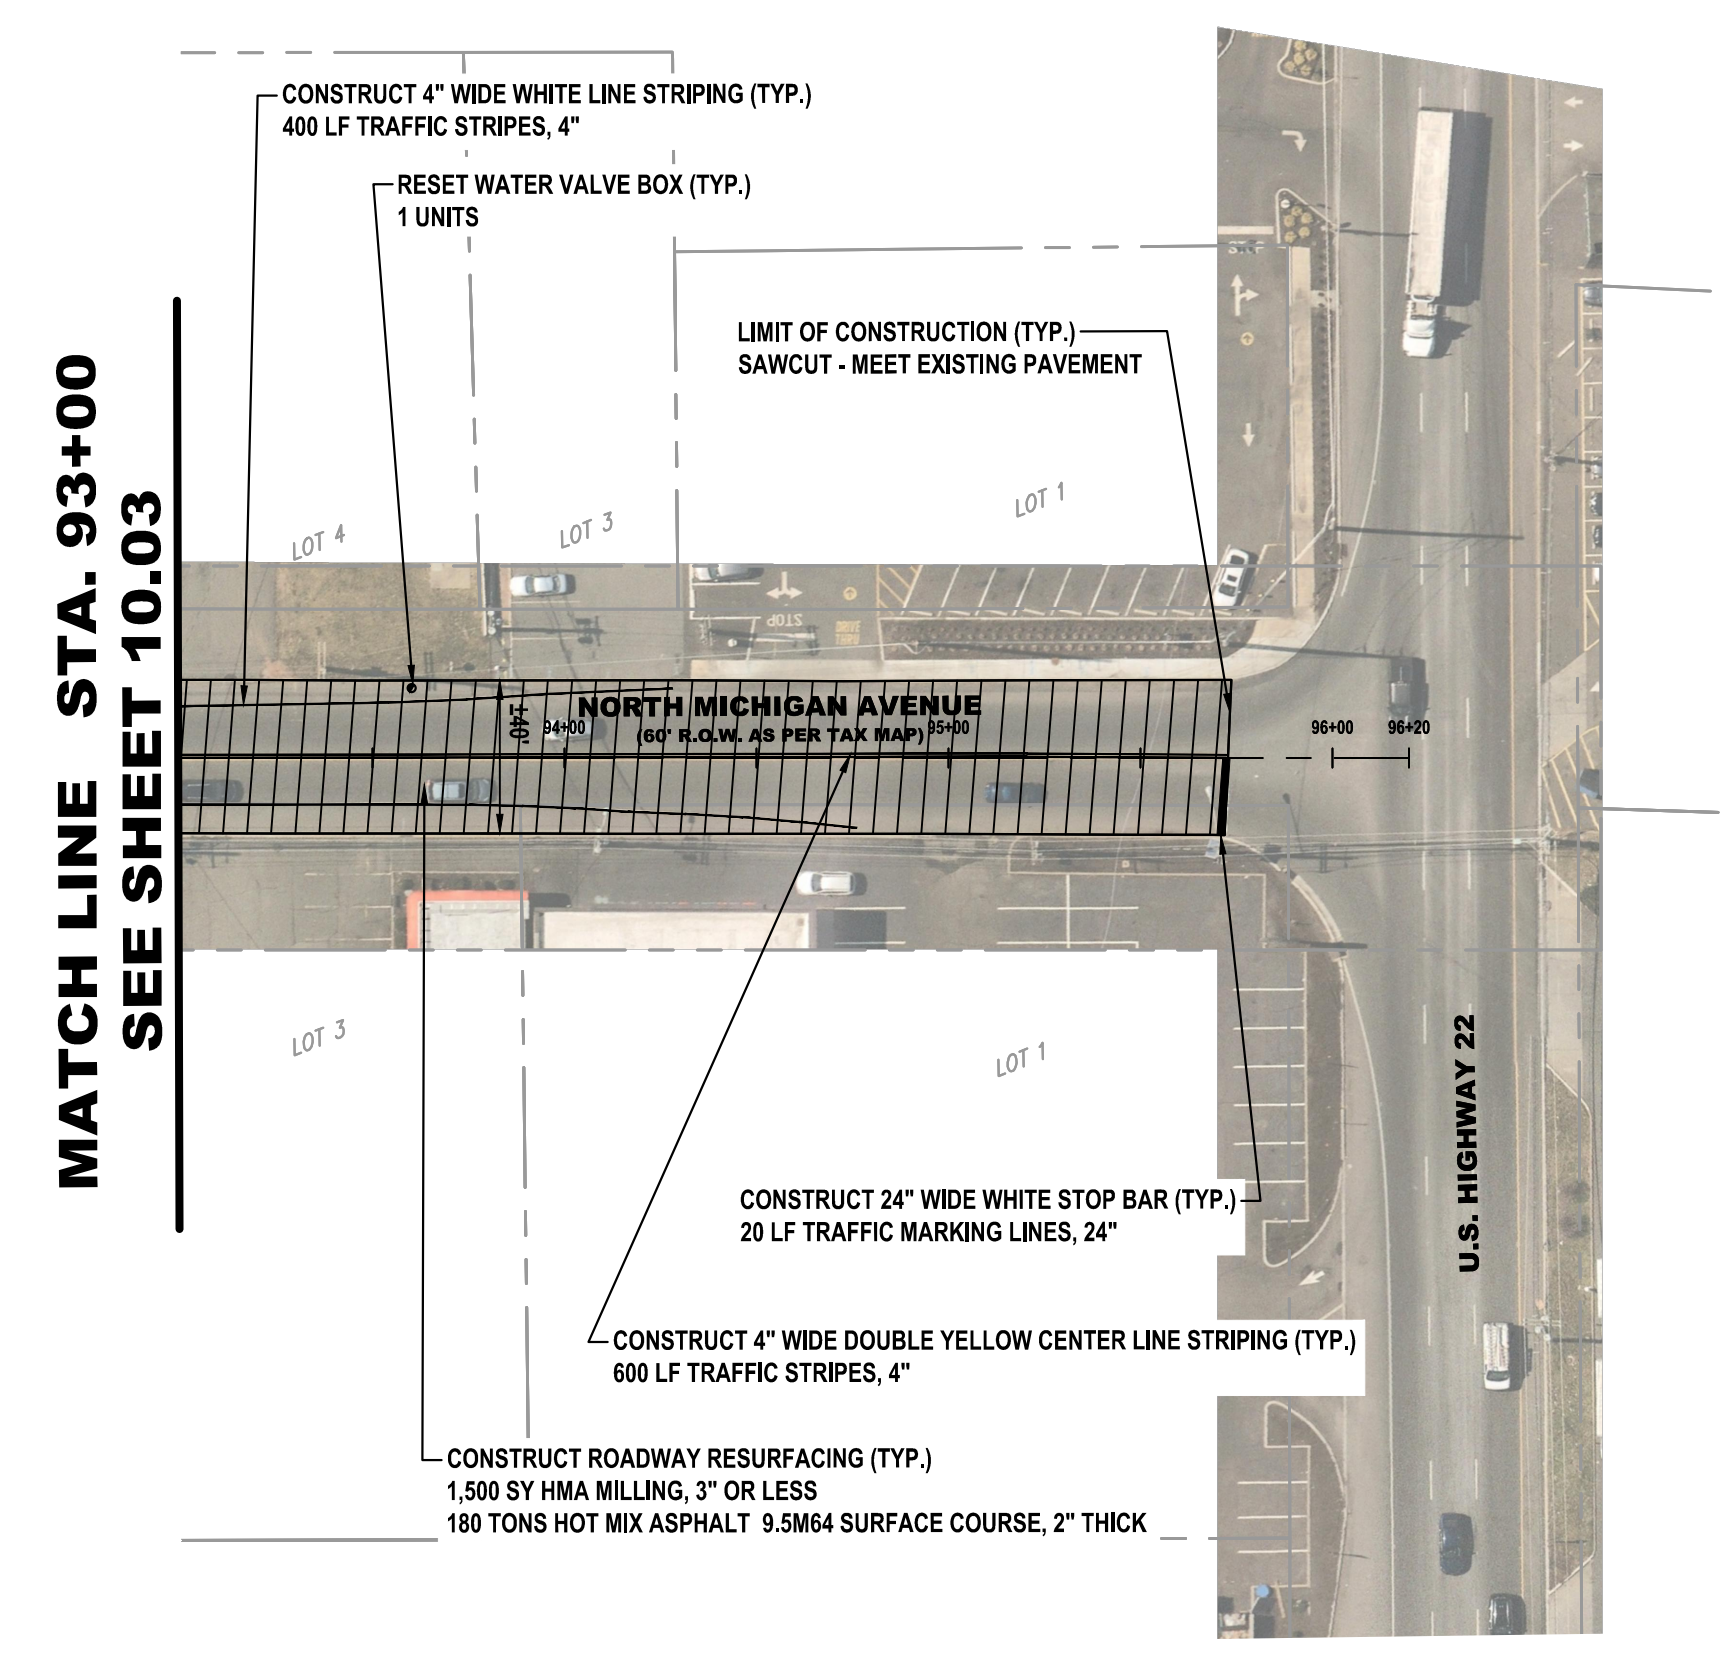 CONSTRUCT 4" WIDE WHITE LINE STRIPING (TYP.)
400 LF TRAFFIC STRIPES, 4"
RESET WATER VALVE BOX (TYP.)
1 UNITS
LIMIT OF CONSTRUCTION (TYP.)
SAWCUT - MEET EXISTING PAVEMENT
MATCH LINE STA. 93+00
SEE SHEET 10.03
LOT 4
LOT 3
LOT 1
STOP
DRIVE
THRU
±40'
NORTH MICHIGAN AVENUE
(60' R.O.W. AS PER TAX MAP)
94+00
95+00
96+00
96+20
LOT 3
LOT 1
U.S. HIGHWAY 22
CONSTRUCT 24" WIDE WHITE STOP BAR (TYP.)
20 LF TRAFFIC MARKING LINES, 24"
CONSTRUCT 4" WIDE DOUBLE YELLOW CENTER LINE STRIPING (TYP.)
600 LF TRAFFIC STRIPES, 4"
CONSTRUCT ROADWAY RESURFACING (TYP.)
1,500 SY HMA MILLING, 3" OR LESS
180 TONS HOT MIX ASPHALT 9.5M64 SURFACE COURSE, 2" THICK